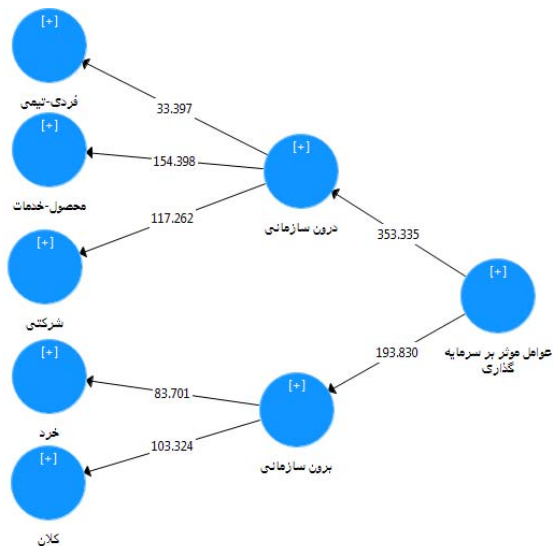 [+]
فردی-تیمی
[+]
محصول-خدمات
[+]
شرکتی
[+]
خرد
[+]
کلان
33.397
154.398
117.262
83.701
103.324
[+]
درون سازمانی
[+]
برون سازمانی
353.335
193.830
[+]
عوامل موثر بر سرمایه
گذاری